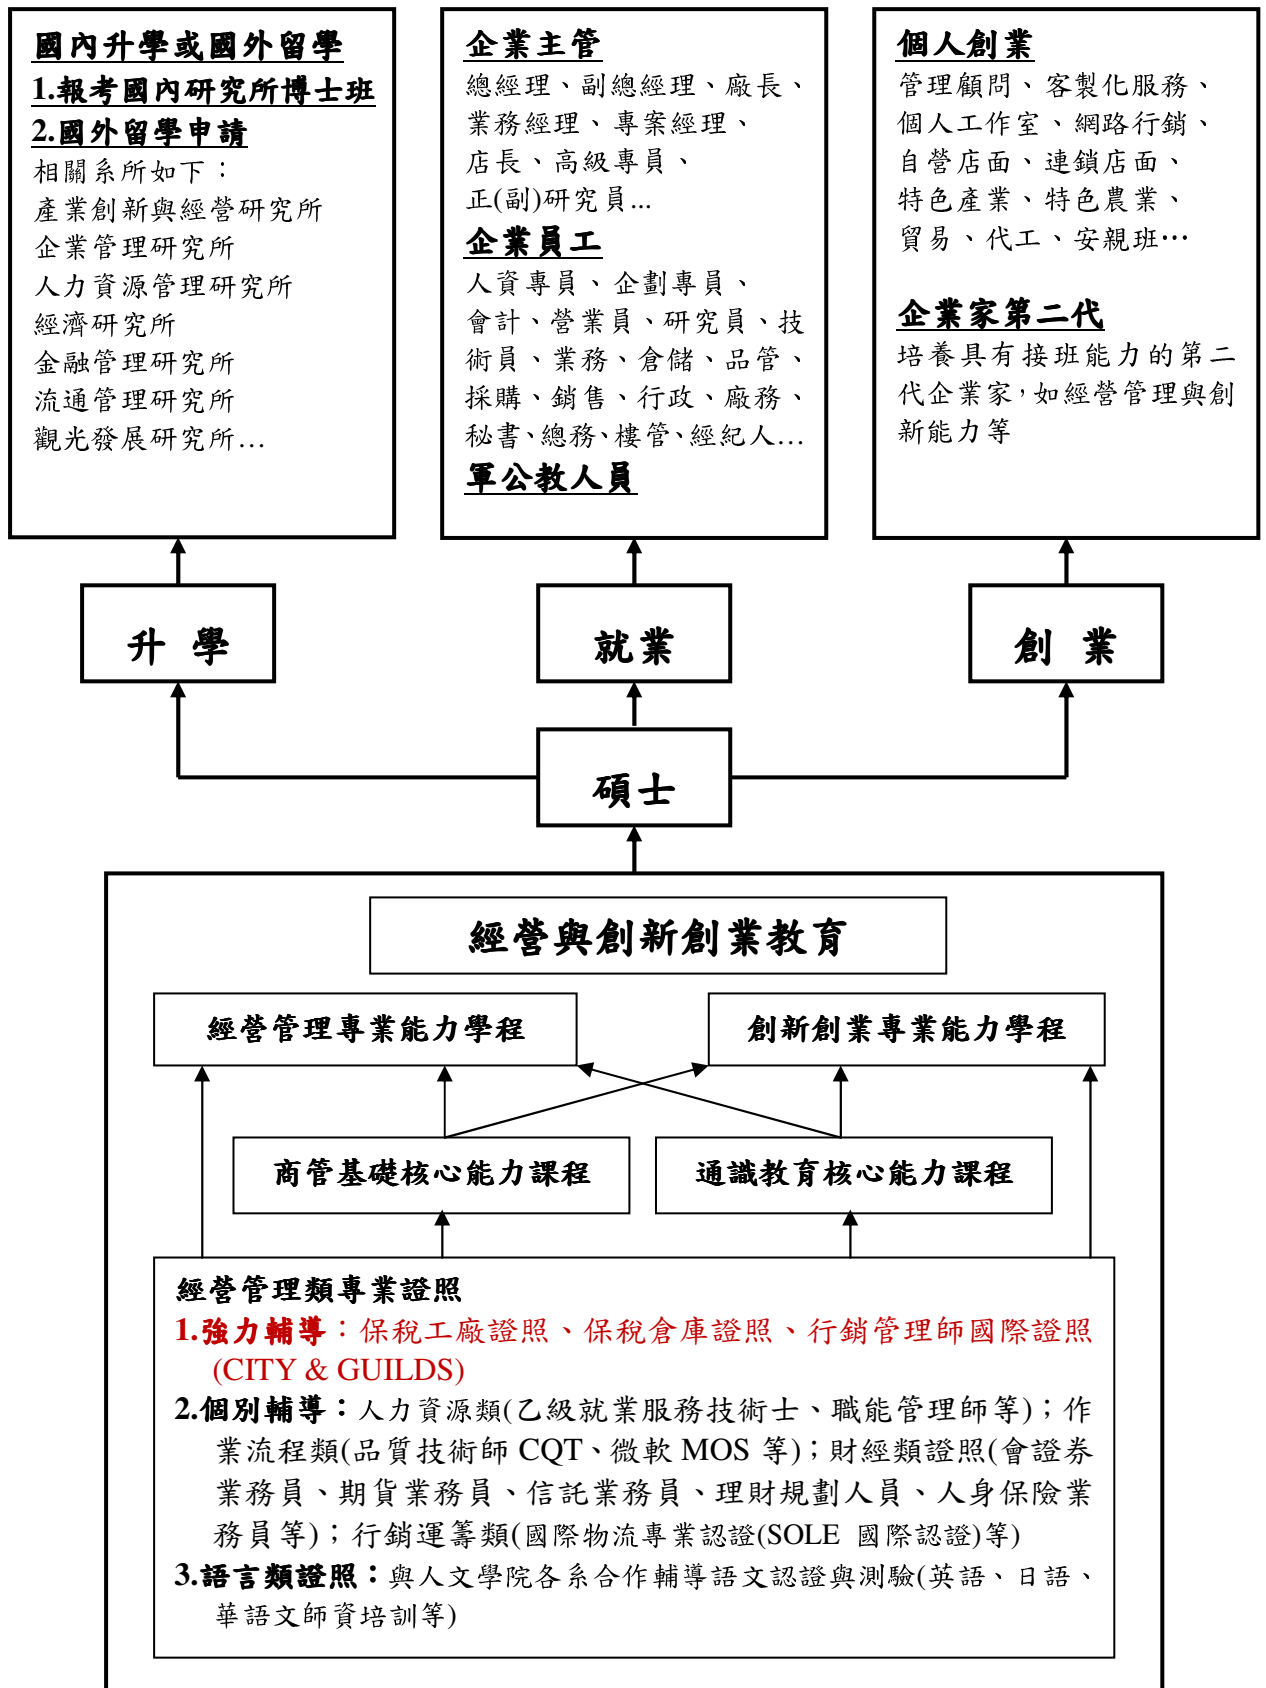 國內升學或國外留學
1.報考國內研究所博士班
2.國外留學申請
相關系所如下：
產業創新與經營研究所
企業管理研究所
人力資源管理研究所
經濟研究所
金融管理研究所
流通管理研究所
觀光發展研究所…
企業主管
總經理、副總經理、廠長、
業務經理、專案經理、
店長、高級專員、
正(副)研究員...
企業員工
人資專員、企劃專員、
會計、營業員、研究員、技
術員、業務、倉儲、品管、
採購、銷售、行政、廠務、
秘書、總務、樓管、經紀人…
軍公教人員
個人創業
管理顧問、客製化服務、
個人工作室、網路行銷、
自營店面、連鎖店面、
特色產業、特色農業、
貿易、代工、安親班…
企業家第二代
培養具有接班能力的第二
代企業家，如經營管理與創
新能力等
升 學
就業
創 業
碩士
經營與創新創業教育
經營管理專業能力學程
創新創業專業能力學程
商管基礎核心能力課程
通識教育核心能力課程
經營管理類專業證照
1.強力輔導：保稅工廠證照、保稅倉庫證照、行銷管理師國際證照
(CITY & GUILDS)
2.個別輔導：人力資源類(乙級就業服務技術士、職能管理師等)；作
業流程類(品質技術師 CQT、微軟 MOS 等)；財經類證照(會證券
業務員、期貨業務員、信託業務員、理財規劃人員、人身保險業
務員等)；行銷運籌類(國際物流專業認證(SOLE 國際認證)等)
3.語言類證照：與人文學院各系合作輔導語文認證與測驗(英語、日語、
華語文師資培訓等)